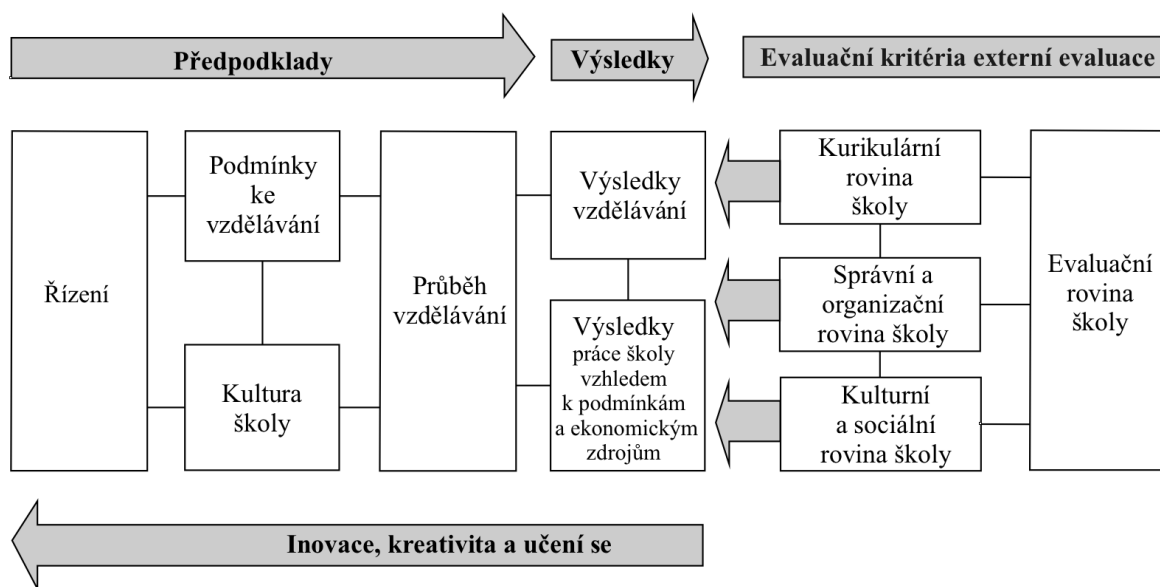 Předpodklady
Výsledky
Evaluační kritéria externí evaluace
Řízení
Podmínky
ke
vzdělávání
Kultura
školy
Průběh
vzdělávání
Výsledky
vzdělávání
Výsledky
práce školy
vzhledem
k podmínkám
a ekonomickým
zdrojům
Kurikulární
rovina
školy
Správní a
organizační
rovina školy
Kulturní
a sociální
rovina školy
Evaluační
rovina
školy
Inovace, kreativita a učení se